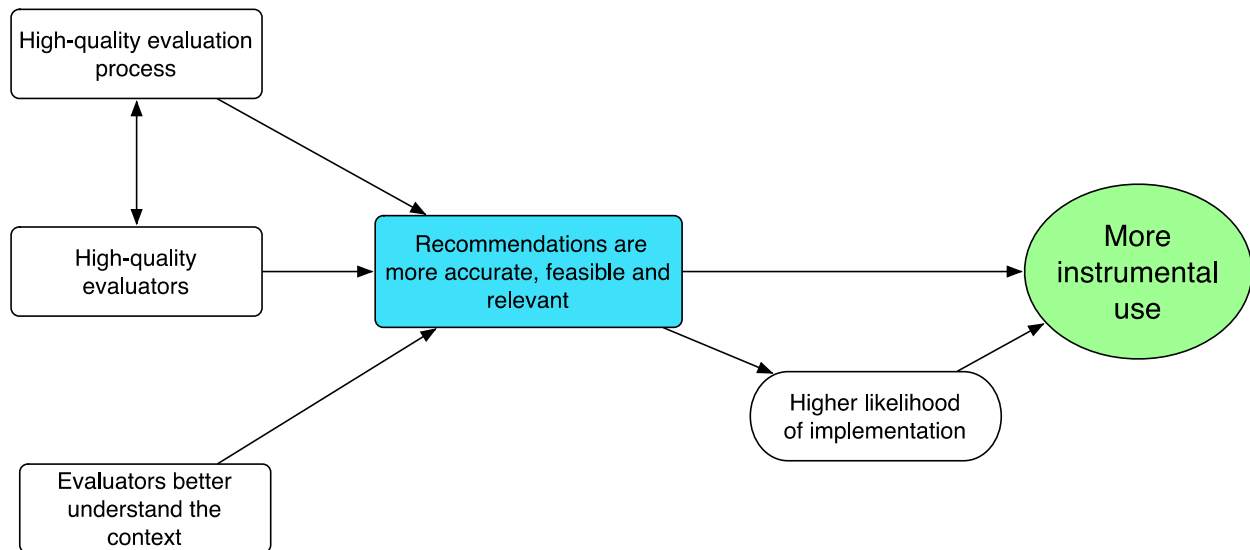 High-quality evaluation
process
High-quality
evaluators
Recommendations are
more accurate, feasible and
relevant
More
instrumental
use
Higher likelihood
of implementation
Evaluators better
understand the
context